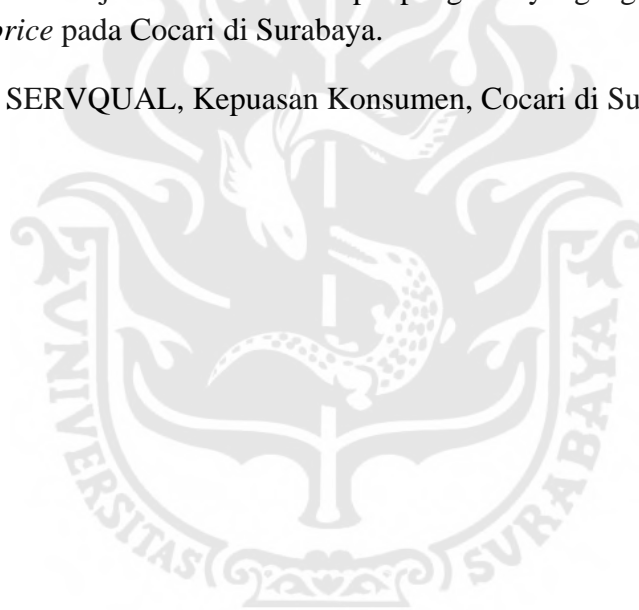 price pada Cocari di Surabaya.
SERVQUAL, Kepuasan Konsumen, Cocari di Su
UNIVERSITAS SURABAYA